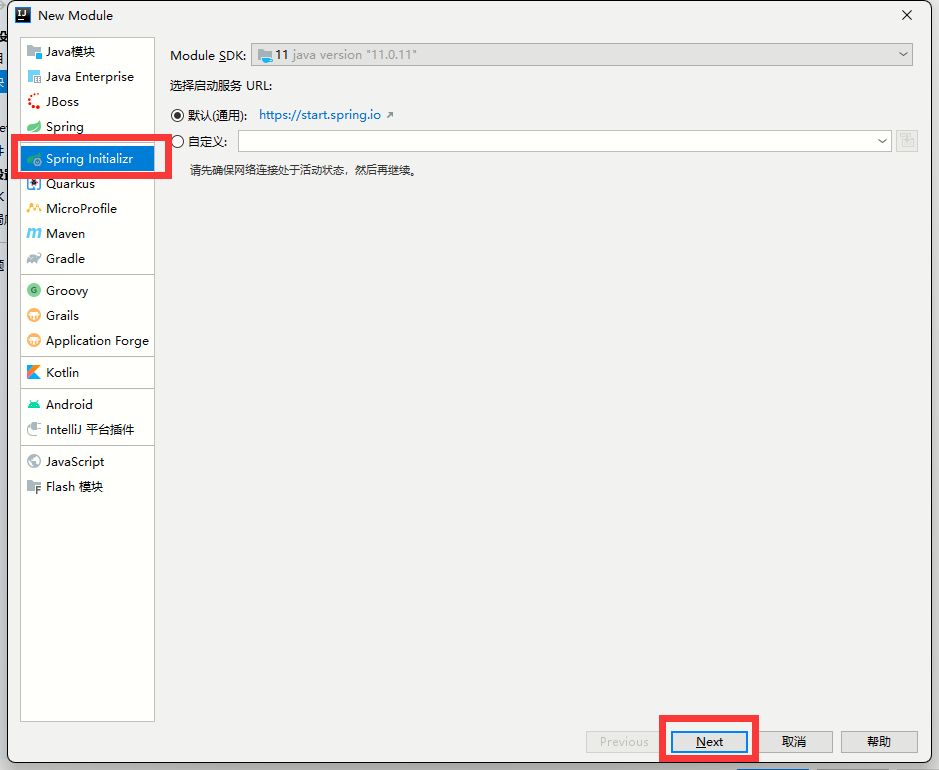 New Module
Java模块
Java Enterprise
JBoss
Spring
Spring Initializr
Quarkus
MicroProfile
Maven
Gradle
Groovy
Grails
Application Forge
Kotlin
Android
IntelliJ 平台插件
JavaScript
Flash 模块
Module SDK: 11 java version "11.0.11"
选择启动服务 URL:
默认(通用): https://start.spring.io
自定义:
请先确保网络连接处于活动状态，然后再继续。
Previous Next 取消 帮助